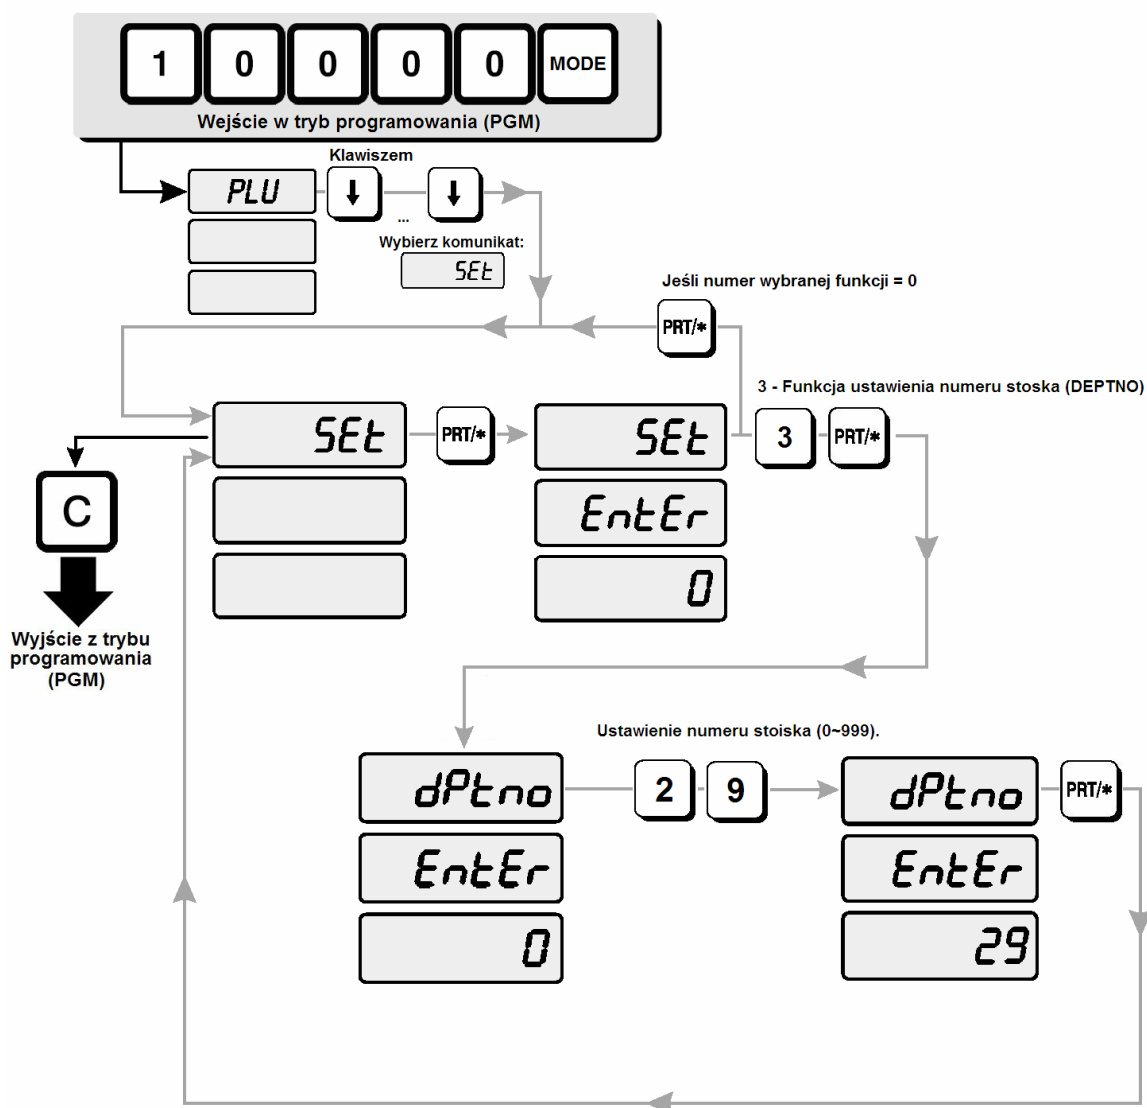 1 0 0 0 0 MODE
Wejście w tryb programowania (PGM)
Klawiszem
PLU
...
Wybierz komunikat:
SEt
Jeśli numer wybranej funkcji = 0
PRT/*
3 - Funkcja ustawienia numeru stoska (DEPTNO)
SEt PRT/* SEt 3 PRT/*
EntEr
0
C
Wyjście z trybu
programowania
(PGM)
Ustawienie numeru stoiska (0~999).
dPtno 2 9 dPtno PRT/*
EntEr EntEr
0 29